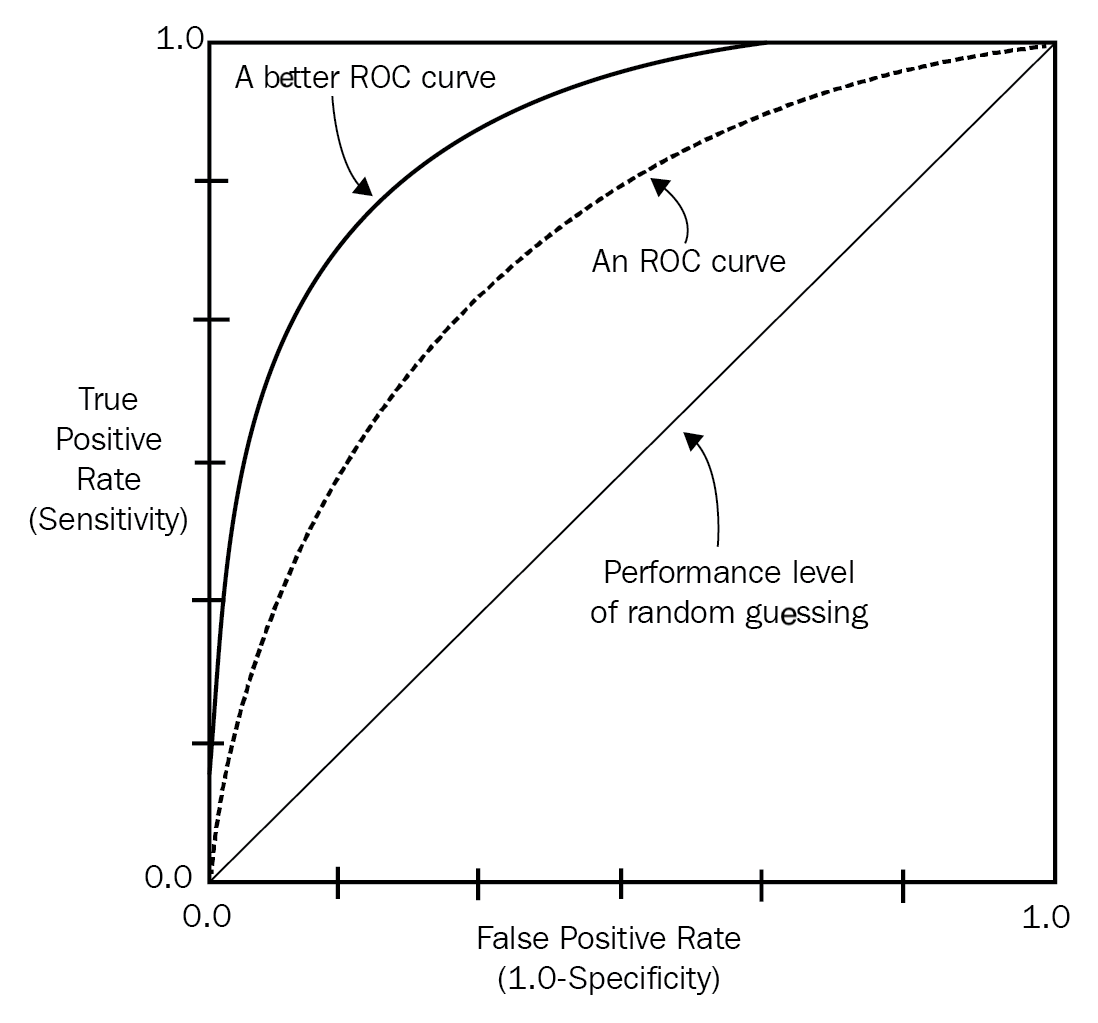 1.0
A better ROC curve
An ROC curve
True
Positive
Rate
(Sensitivity)
Performance level
of random guessing
0.0
0.0
1.0
False Positive Rate
(1.0-Specificity)